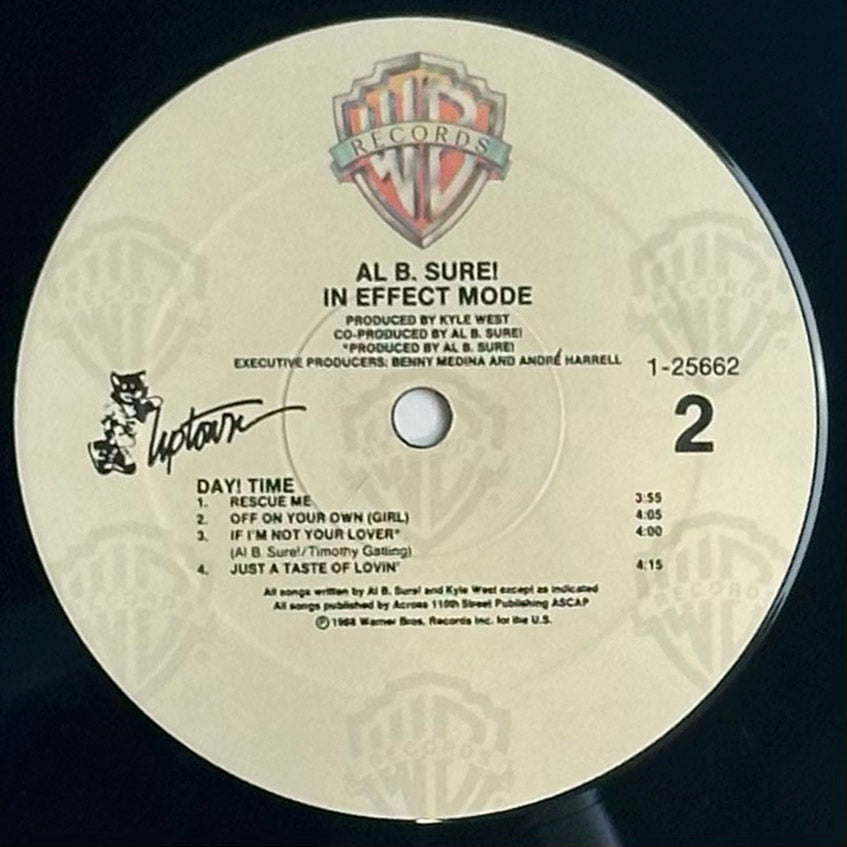 WB RECORDS
AL B. SURE!
IN EFFECT MODE
PRODUCED BY KYLE WEST
CO-PRODUCED BY AL B. SURE!
*PRODUCED BY AL B. SURE!
EXECUTIVE PRODUCERS: BENNY MEDINA AND ANDRÉ HARRELL
1-25662
2
Uptown
DAY! TIME
1. RESCUE ME 3:55
2. OFF ON YOUR OWN (GIRL) 4:05
3. IF I'M NOT YOUR LOVER* 4:00
(Al B. Sure!/Timothy Gatling)
4. JUST A TASTE OF LOVIN' 4:15
All songs written by Al B. Sure! and Kyle West except as indicated
All songs published by Across 110th Street Publishing ASCAP
℗ 1988 Warner Bros. Records Inc. for the U.S.